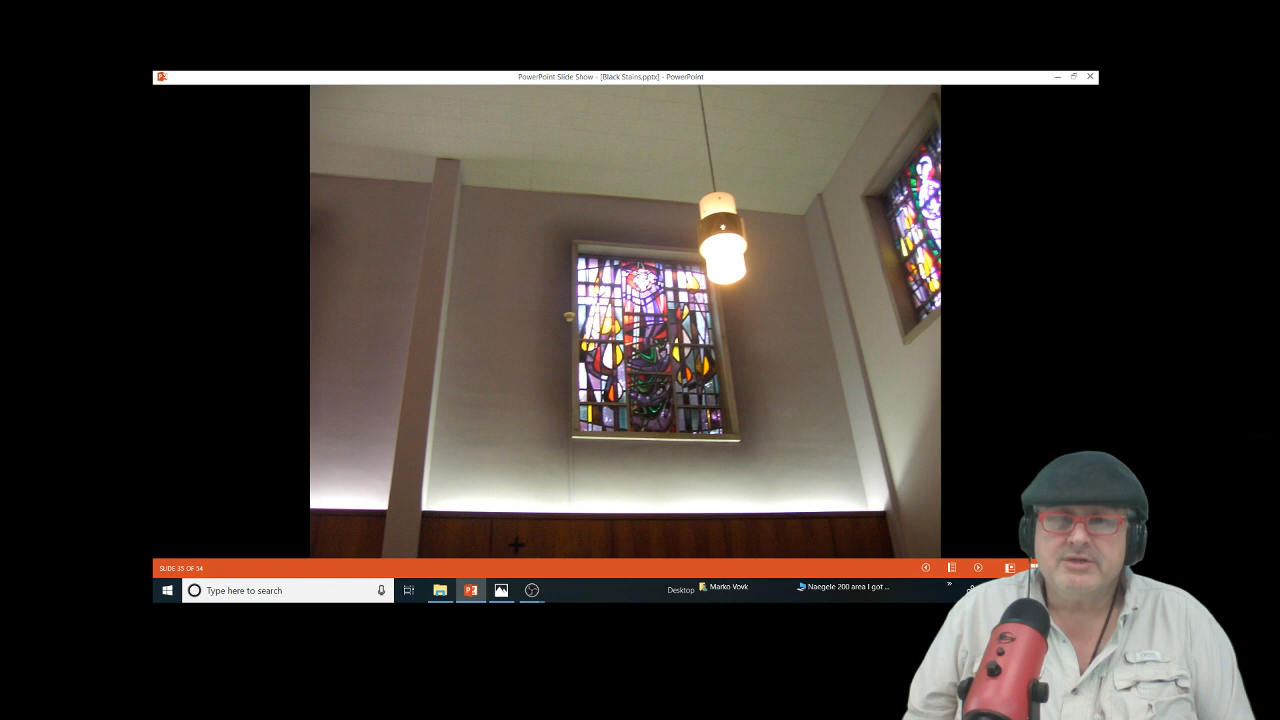 PowerPoint Slide Show - [Black Stains.pptx] - PowerPoint
SLIDE 35 OF 54
Type here to search
Desktop
Marko Vovk
Naegele 200 area I got ...